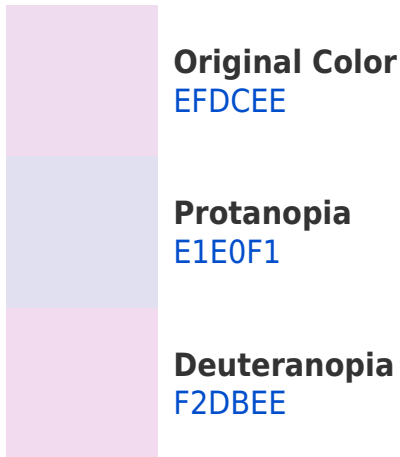 Original Color
EFDCEE
Protanopia
E1E0F1
Deuteranopia
F2DBEE